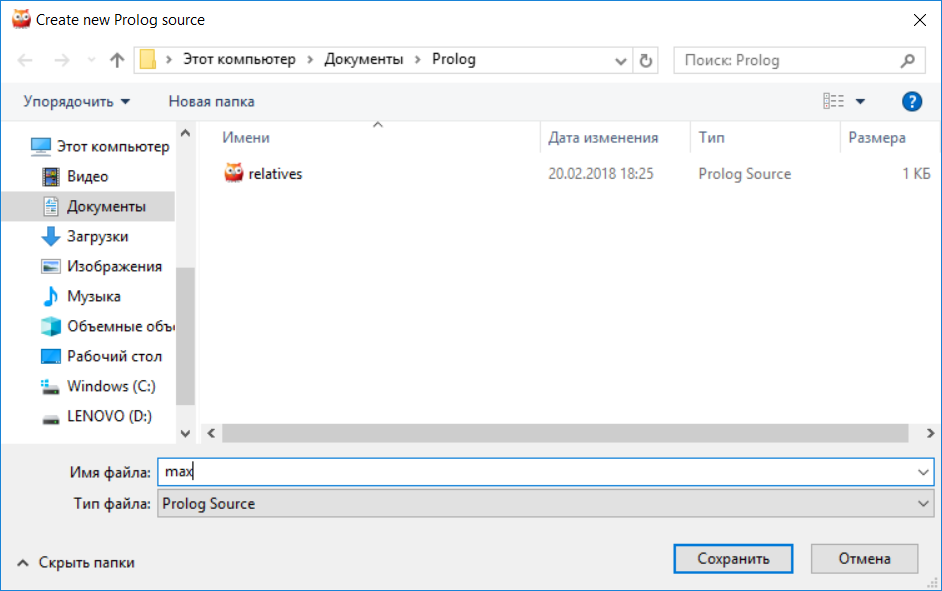 Create new Prolog source
Этот компьютер > Документы > Prolog
Поиск: Prolog
Упорядочить
Новая папка
?
Имени
Дата изменения
Тип
Размера
relatives
20.02.2018 18:25
Prolog Source
1 КБ
Этот компьютер
Видео
Документы
Загрузки
Изображения
Музыка
Объемные объ
Рабочий стол
Windows (C:)
LENOVO (D:)
Имя файла: max
Тип файла: Prolog Source
Скрыть папки
Сохранить
Отмена